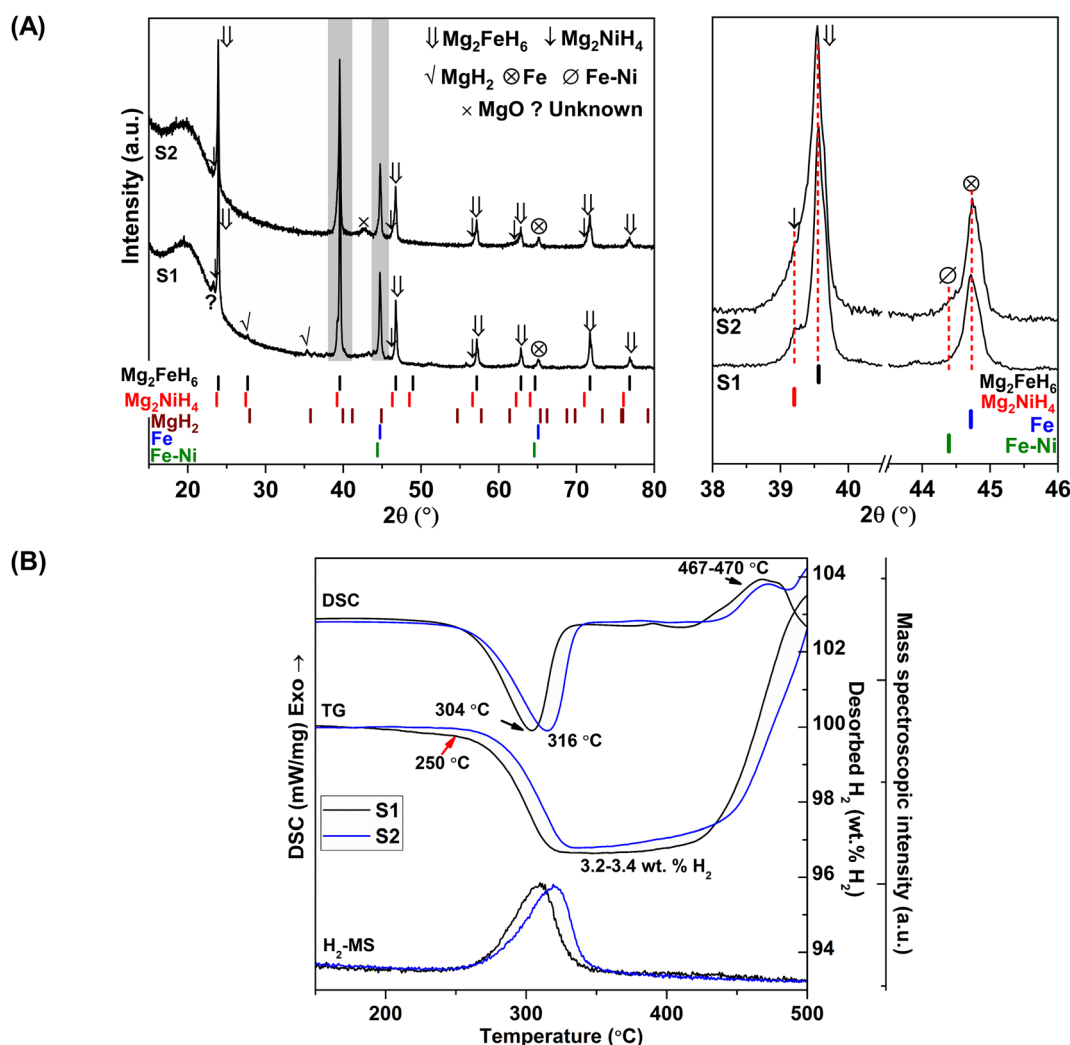 (A)
Intensity (a.u.)
⇓ Mg₂FeH₆ ↓ Mg₂NiH₄
√ MgH₂ ⊗ Fe ∅ Fe-Ni
× MgO ? Unknown
S2
S1
?
√
√
×
Mg₂FeH₆
Mg₂NiH₄
MgH₂
Fe
Fe-Ni
20 30 40 50 60 70 80
2θ (°)
S2
S1
Mg₂FeH₆
Mg₂NiH₄
Fe
Fe-Ni
38 40 44 45 46
2θ (°)
(B)
DSC (mW/mg) Exo →
DSC
467-470 °C
304 °C
316 °C
TG
250 °C
S1
S2
3.2-3.4 wt. % H₂
H₂-MS
104
102
100
98
96
94
Desorbed H₂ (wt.% H₂)
Mass spectroscopic intensity (a.u.)
200 300 400 500
Temperature (°C)